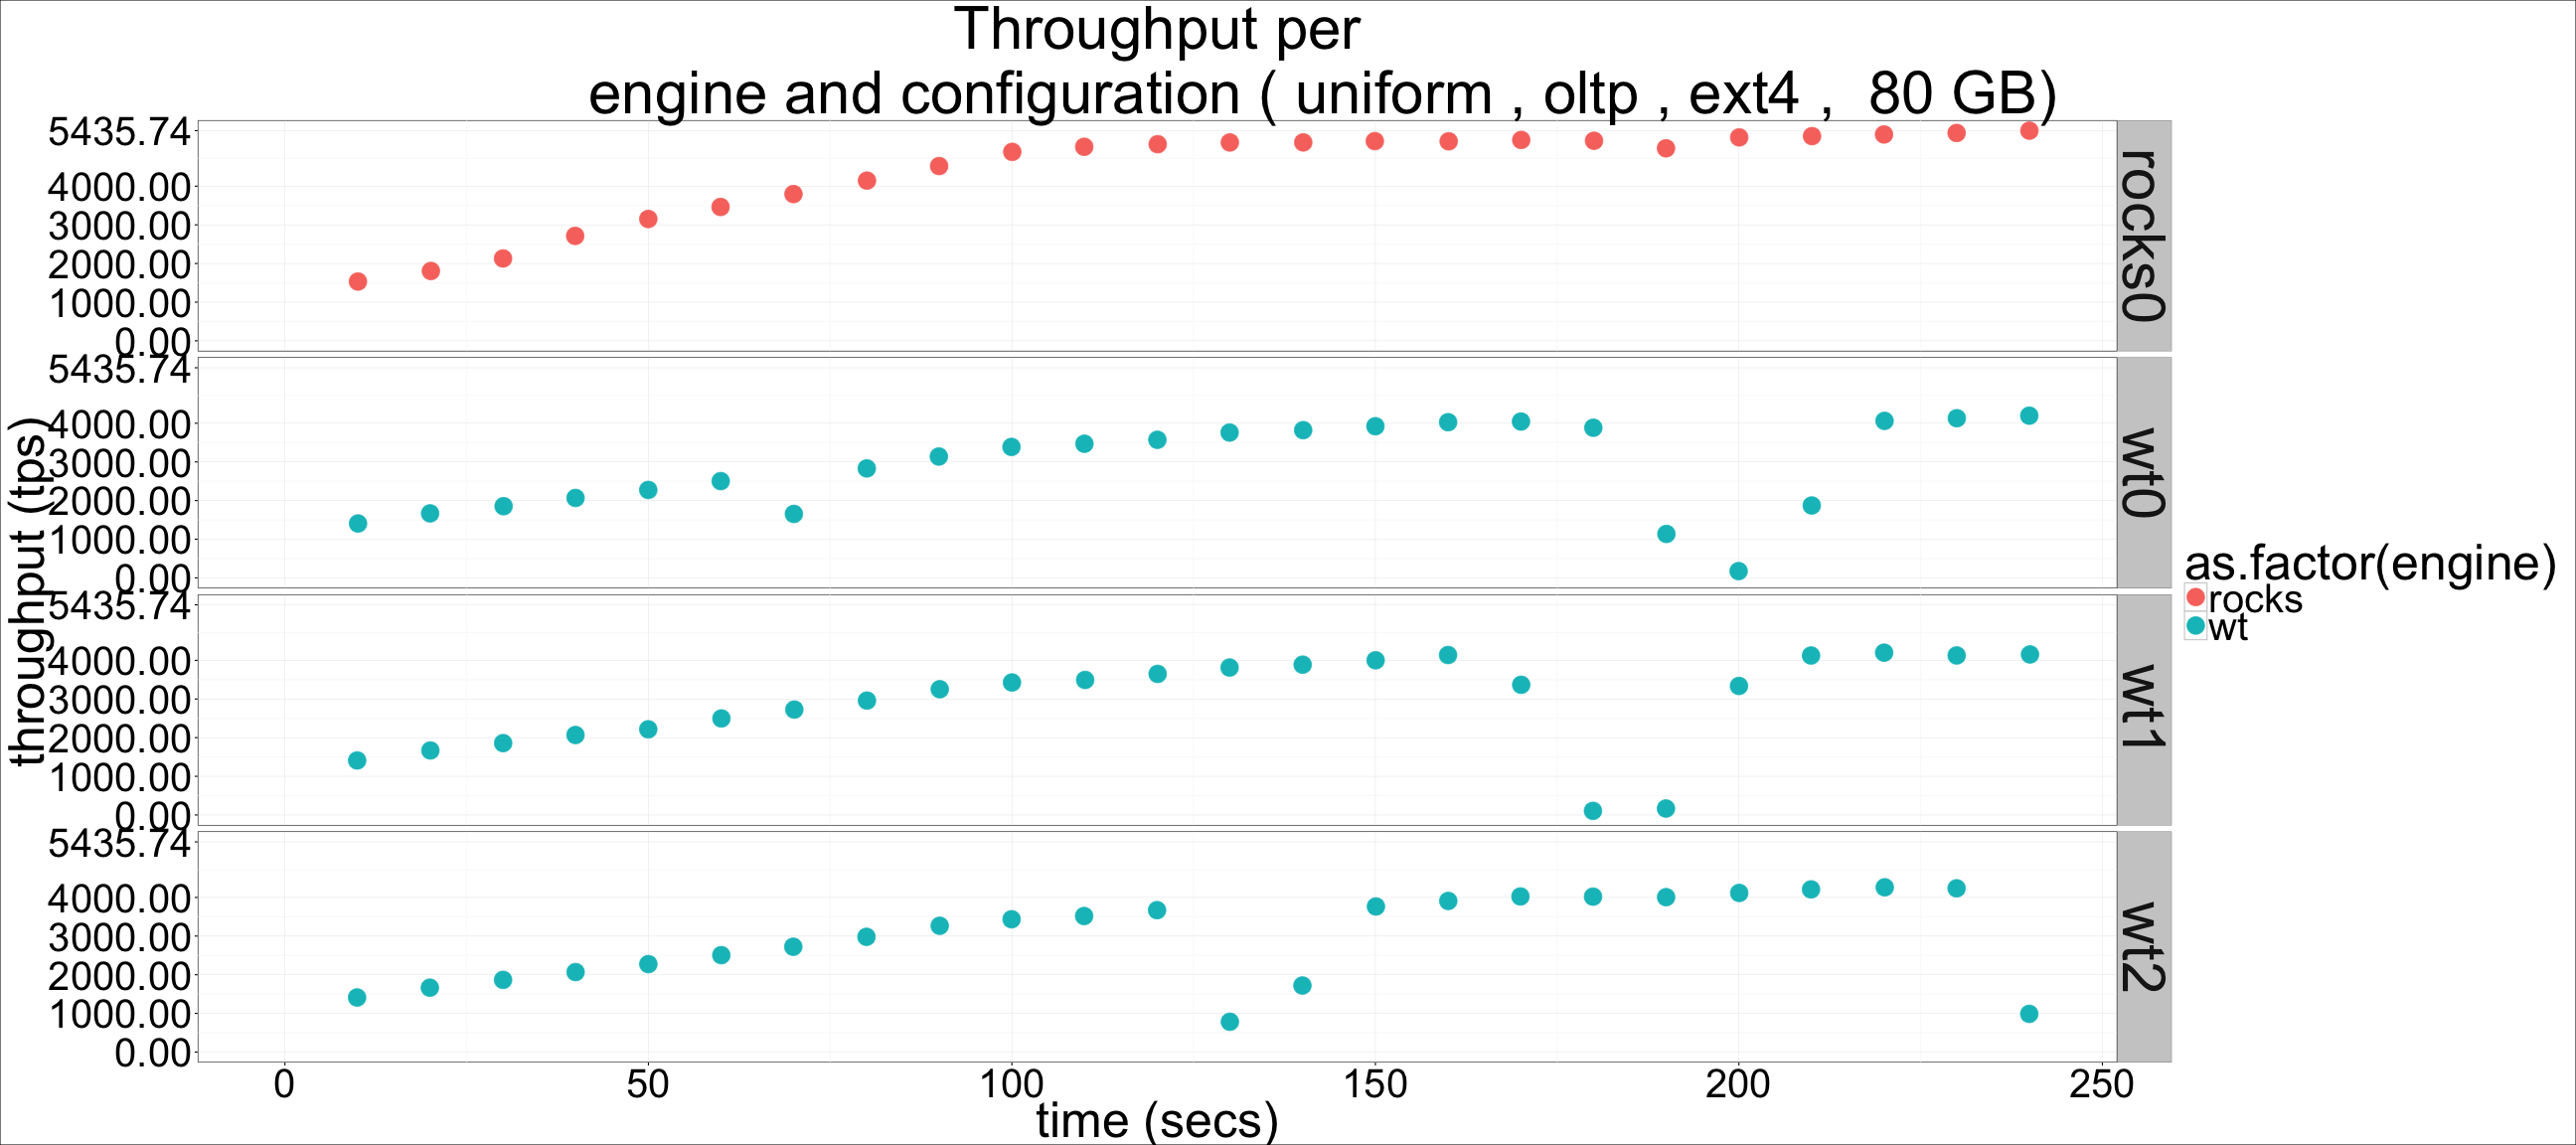 Throughput per
engine and configuration ( uniform , oltp , ext4 ,  80 GB)
throughput (tps)
5435.74
4000.00
3000.00
2000.00
1000.00
0.00
rocks0
5435.74
4000.00
3000.00
2000.00
1000.00
0.00
wt0
5435.74
4000.00
3000.00
2000.00
1000.00
0.00
wt1
5435.74
4000.00
3000.00
2000.00
1000.00
0.00
wt2
0 50 100 150 200 250
time (secs)
as.factor(engine)
rocks
wt